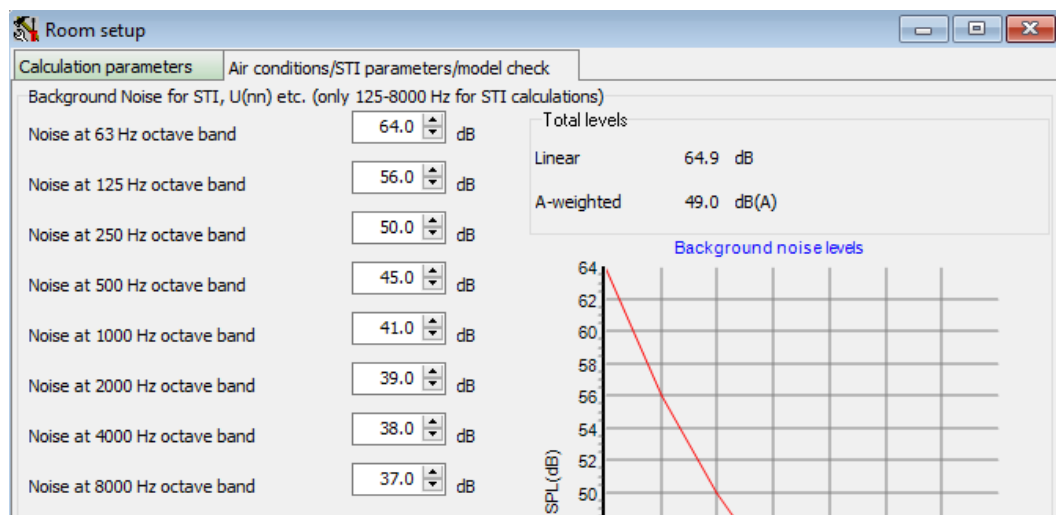 Room setup
Calculation parameters Air conditions/STI parameters/model check
Background Noise for STI, U(nn) etc. (only 125-8000 Hz for STI calculations)
Noise at 63 Hz octave band 64.0 dB
Noise at 125 Hz octave band 56.0 dB
Noise at 250 Hz octave band 50.0 dB
Noise at 500 Hz octave band 45.0 dB
Noise at 1000 Hz octave band 41.0 dB
Noise at 2000 Hz octave band 39.0 dB
Noise at 4000 Hz octave band 38.0 dB
Noise at 8000 Hz octave band 37.0 dB
Total levels
Linear 64.9 dB
A-weighted 49.0 dB(A)
Background noise levels
64
62
60
58
56
54
52
50
SPL(dB)